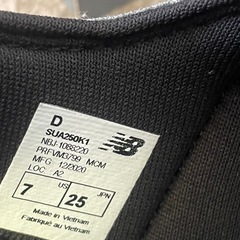 D
SUA250K1
NBJ-1088220
PRFVM3799 MCM
MFG 12/2020
LOC: A2
7 US 25 JPN
Made in Vietnam
Fabriqué au Vietnam